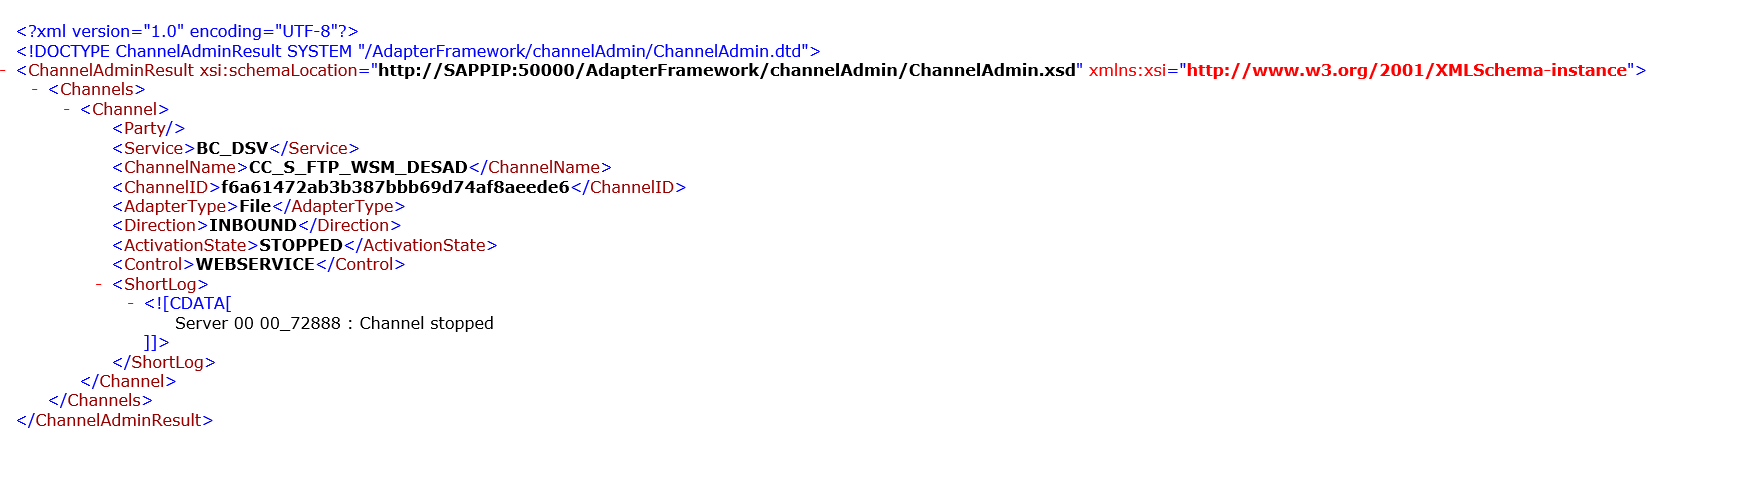 <?xml version="1.0" encoding="UTF-8"?>
<!DOCTYPE ChannelAdminResult SYSTEM "/AdapterFramework/channelAdmin/ChannelAdmin.dtd">
- <ChannelAdminResult xsi:schemaLocation="http://SAPPIP:50000/AdapterFramework/channelAdmin/ChannelAdmin.xsd" xmlns:xsi="http://www.w3.org/2001/XMLSchema-instance">
- <Channels>
- <Channel>
<Party/>
<Service>BC_DSV</Service>
<ChannelName>CC_S_FTP_WSM_DESAD</ChannelName>
<ChannelID>f6a61472ab3b387bbb69d74af8aeede6</ChannelID>
<AdapterType>File</AdapterType>
<Direction>INBOUND</Direction>
<ActivationState>STOPPED</ActivationState>
<Control>WEBSERVICE</Control>
- <ShortLog>
- <![CDATA[
Server 00 00_72888 : Channel stopped
]]>
</ShortLog>
</Channel>
</Channels>
</ChannelAdminResult>